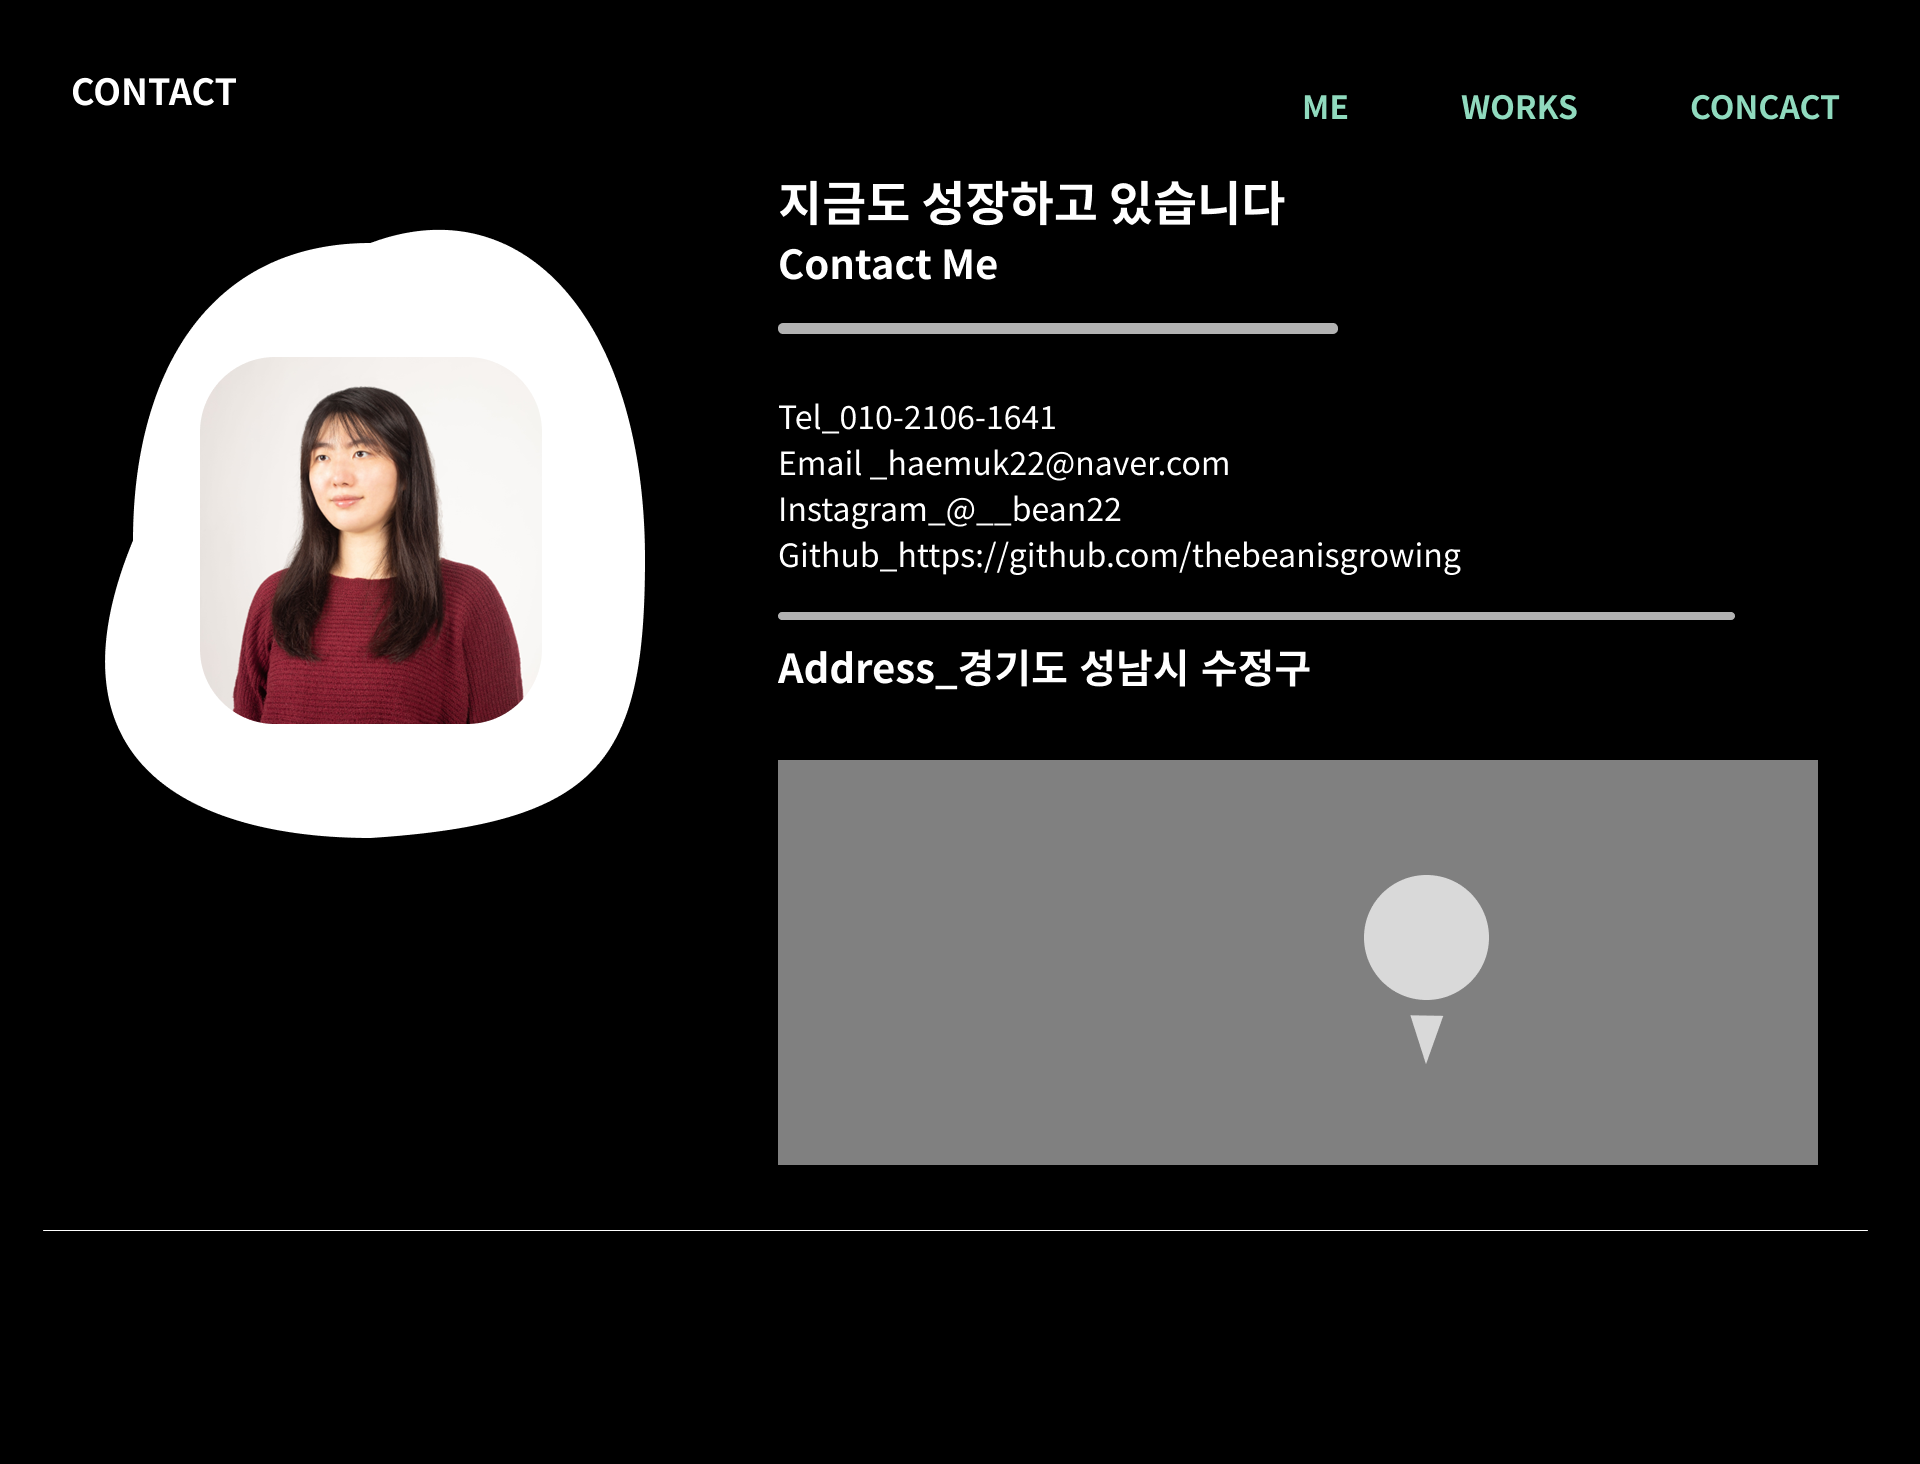 CONTACT
ME WORKS CONCACT
지금도 성장하고 있습니다
Contact Me
Tel_010-2106-1641
Email _haemuk22@naver.com
Instagram_@__bean22
Github_https://github.com/thebeanisgrowing
Address_경기도 성남시 수정구